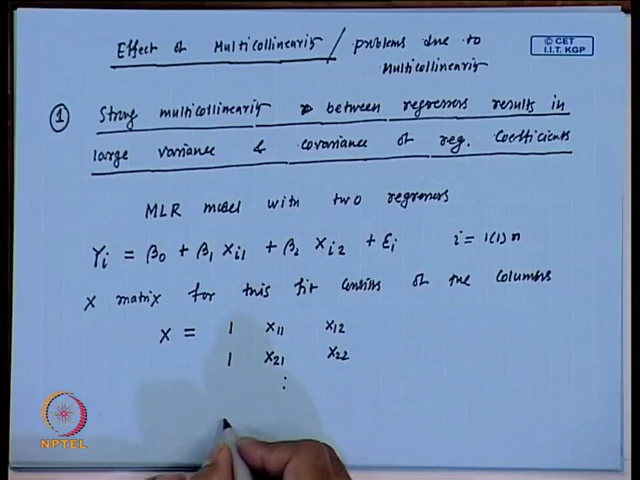 Effect of Multicollinearity / problems due to
Multicollinearity
© CET
I.I.T. KGP
① Strong multicollinearity between regressors results in
large variance & covariance of reg. coefficients
MLR model with two regressors
Yi = β0 + β1 Xi1 + β2 Xi2 + εi    i = 1(1)n
X matrix for this fit consists of the columns
X = 1 X11 X12
1 X21 X22
⋮
NPTEL